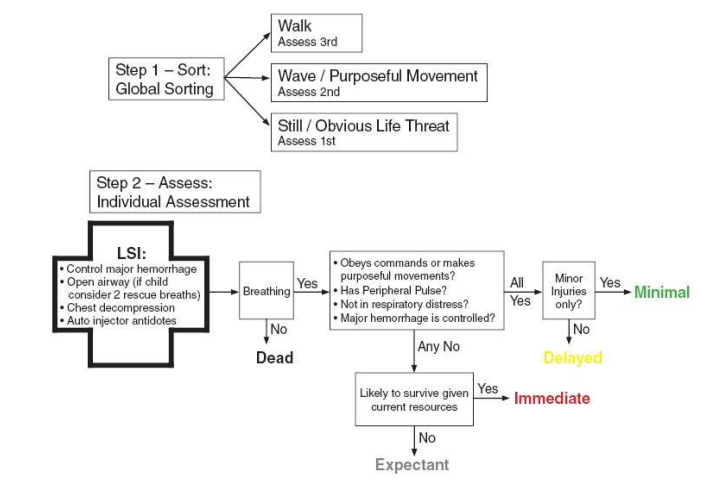 Walk
Assess 3rd
Step 1 – Sort:
Global Sorting
Wave / Purposeful Movement
Assess 2nd
Still / Obvious Life Threat
Assess 1st
Step 2 – Assess:
Individual Assessment
LSI:
• Control major hemorrhage
• Open airway (if child
consider 2 rescue breaths)
• Chest decompression
• Auto injector antidotes
Breathing
Yes
No
Dead
• Obeys commands or makes
purposeful movements?
• Has Peripheral Pulse?
• Not in respiratory distress?
• Major hemorrhage is controlled?
All
Yes
Minor
Injuries
only?
Yes
Minimal
No
Delayed
Any No
Likely to survive given
current resources
Yes
Immediate
No
Expectant